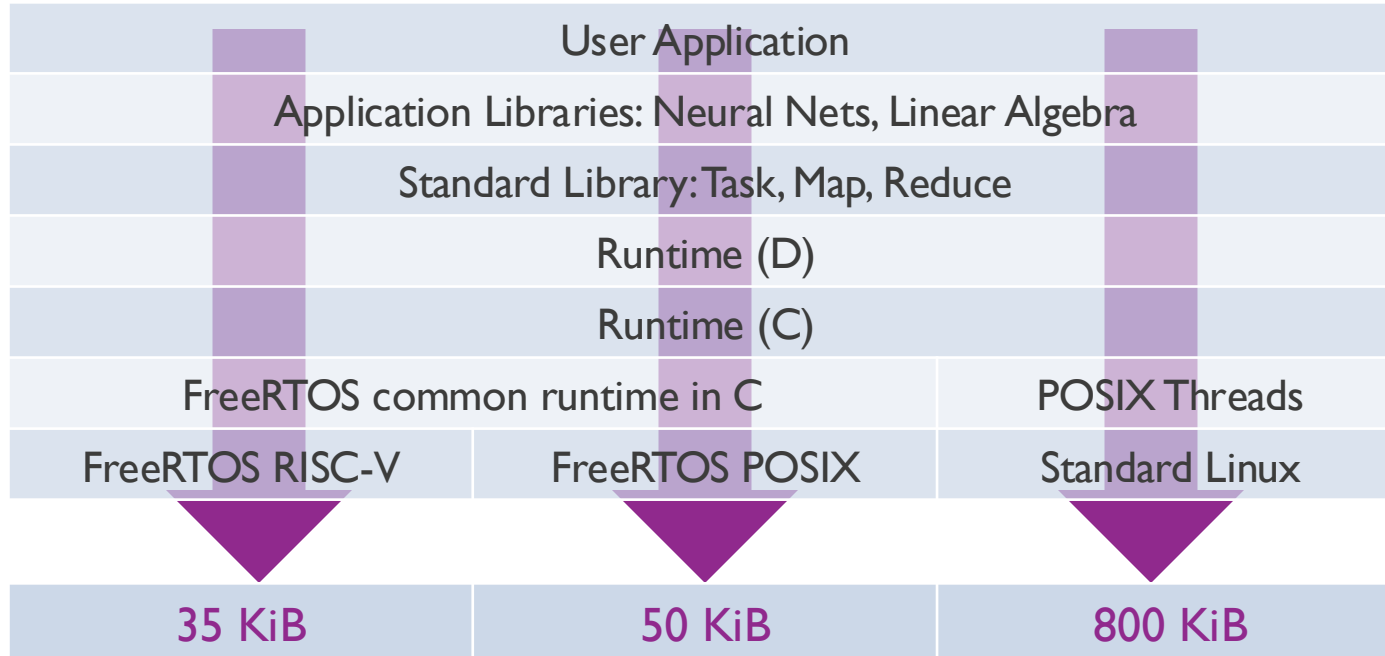 User Application
Application Libraries: Neural Nets, Linear Algebra
Standard Library: Task, Map, Reduce
Runtime (D)
Runtime (C)
FreeRTOS common runtime in C POSIX Threads
FreeRTOS RISC-V FreeRTOS POSIX Standard Linux
35 KiB 50 KiB 800 KiB